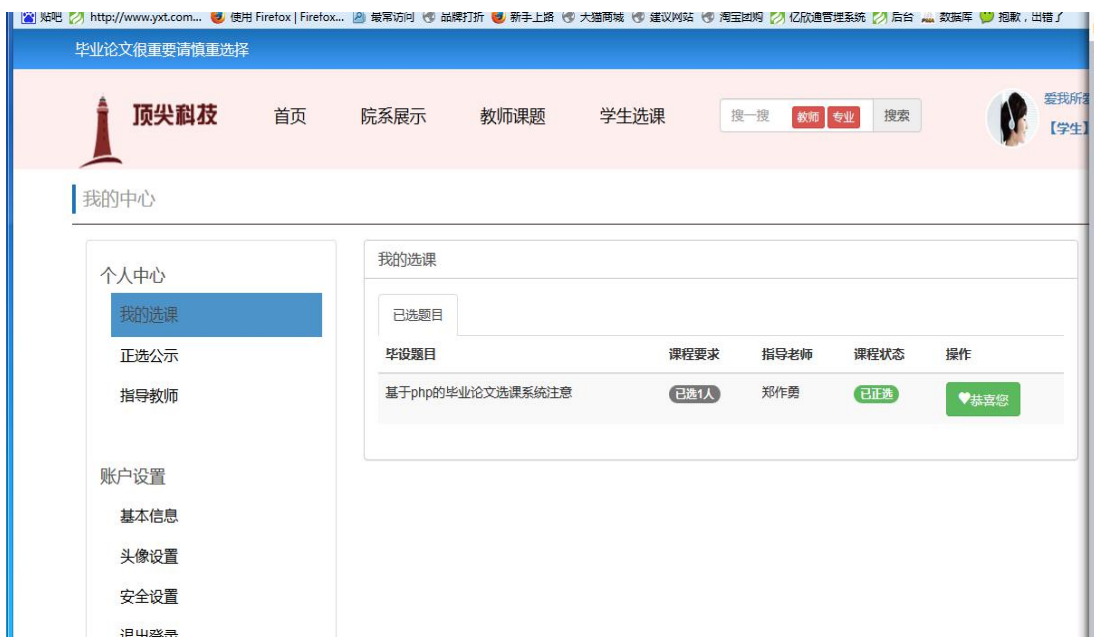 贴吧 http://www.yxt.com... 使用 Firefox | Firefox... 最常访问 品牌打折 新手上路 天猫商城 建议网站 淘宝团购 亿欣通管理系统 后台 数据库 抱歉，出错了
毕业论文很重要请慎重选择
顶尖科技 首页 院系展示 教师课题 学生选课 搜一搜 教师 专业 搜索
爱我所爱
【学生】
我的中心
个人中心
我的选课
正选公示
指导教师
账户设置
基本信息
头像设置
安全设置
退出登录
我的选课
已选题目
毕设题目 课程要求 指导老师 课程状态 操作
基于php的毕业论文选课系统注意 已选1人 郑作勇 已正选 恭喜您